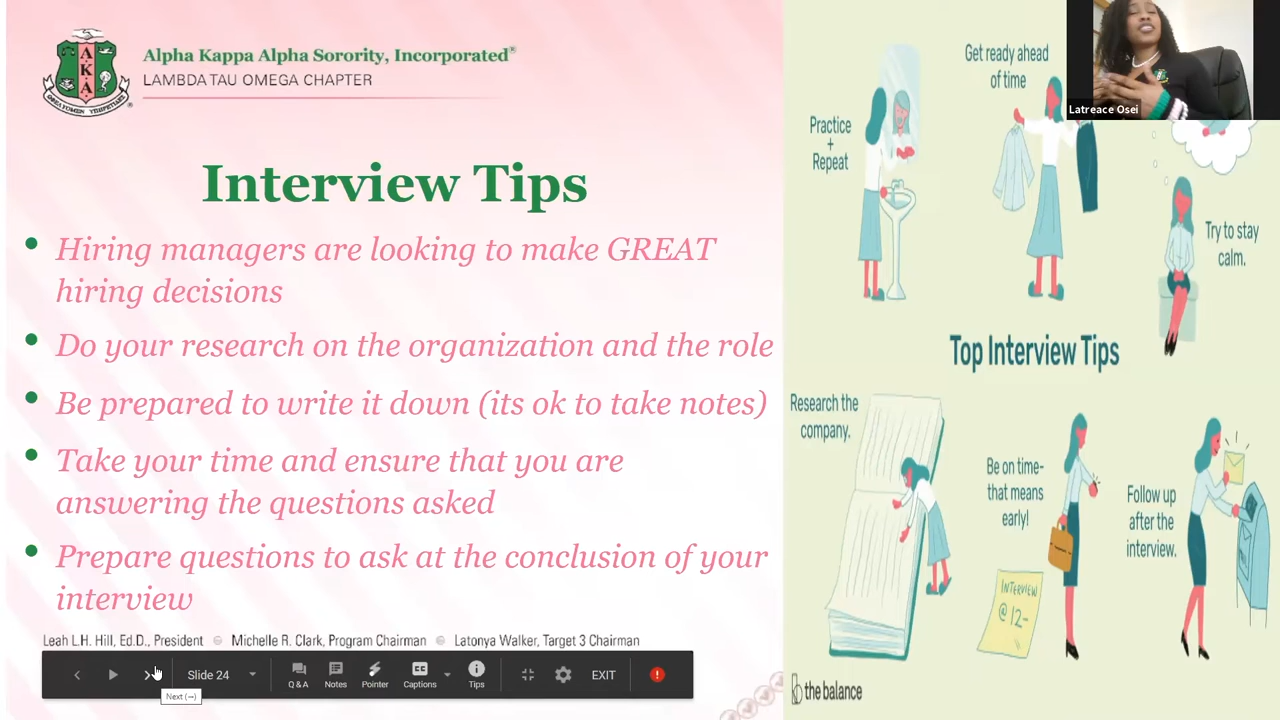 Alpha Kappa Alpha Sorority, Incorporated®
LAMBDA TAU OMEGA CHAPTER
Interview Tips
• Hiring managers are looking to make GREAT
hiring decisions
• Do your research on the organization and the role
• Be prepared to write it down (its ok to take notes)
• Take your time and ensure that you are
answering the questions asked
• Prepare questions to ask at the conclusion of your
interview
Leah L.H. Hill, Ed.D., President
Michelle R. Clark, Program Chairman
Latonya Walker, Target 3 Chairman
Slide 24
Q & A
Notes
Pointer
Captions
Tips
EXIT
Next (→)
AKA
Practice
+
Repeat
Get ready ahead
of time
Latreace Osei
Try to stay
calm.
Top Interview Tips
Research the
company.
Be on time-
that means
early!
INTERVIEW
@ 12-
Follow up
after the
interview.
the balance